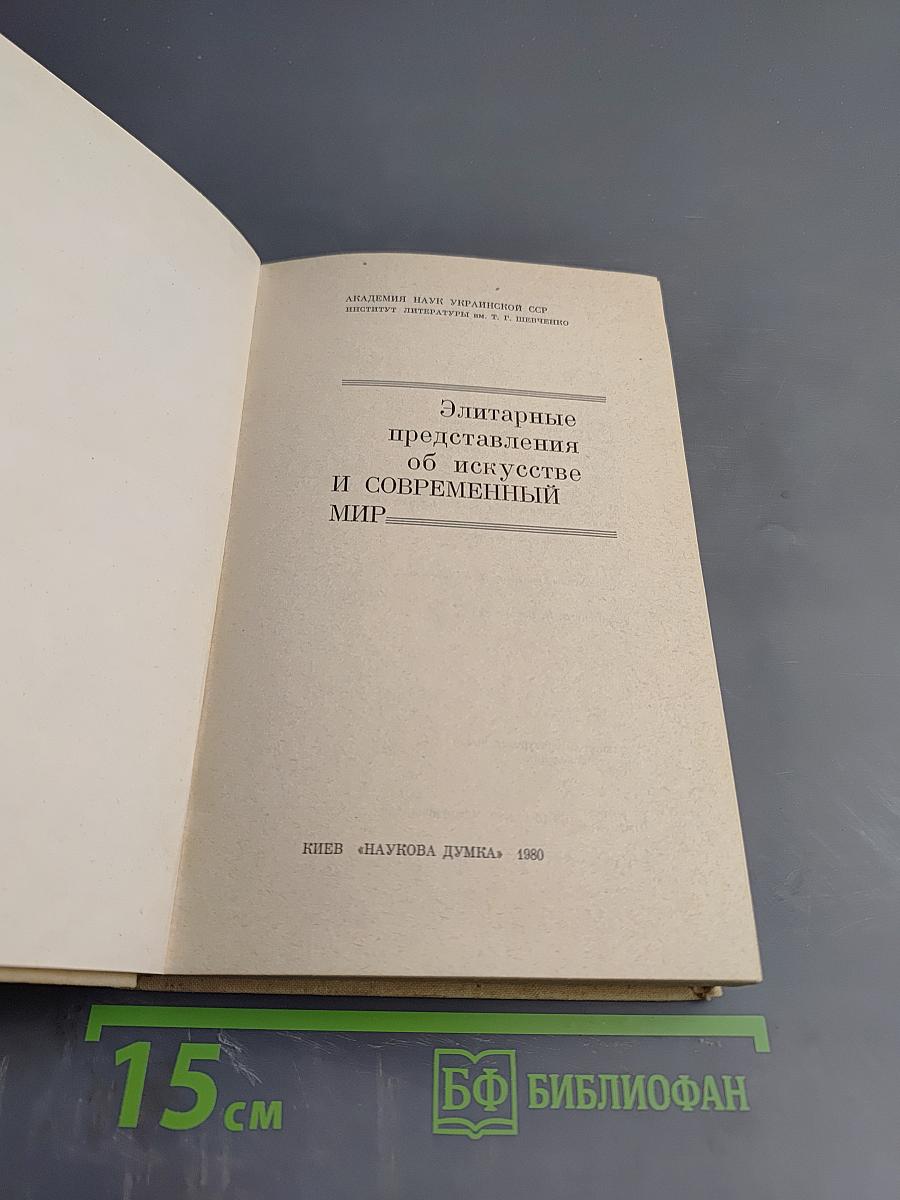 АКАДЕМИЯ НАУК УКРАИНСКОЙ ССР
ИНСТИТУТ ЛИТЕРАТУРЫ им. Т. Г. ШЕВЧЕНКО
Элитарные
представления
об искусстве
И СОВРЕМЕННЫЙ
МИР
КИЕВ «НАУКОВА ДУМКА» 1980
15 см
БФ БИБЛИОФАН